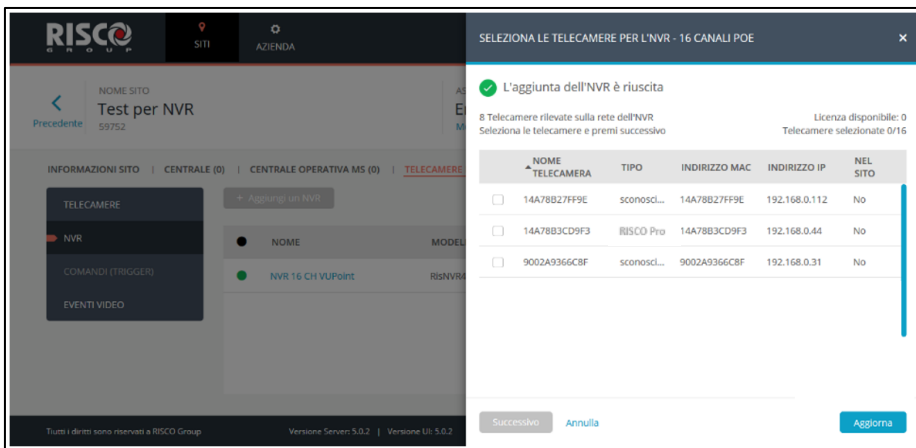 RISCO
GROUP
SITI
AZIENDA
NOME SITO
Test per NVR
59752
Precedente
INFORMAZIONI SITO | CENTRALE (0) | CENTRALE OPERATIVA MS (0) | TELECAMERE
TELECAMERE
NVR
COMANDI (TRIGGER)
EVENTI VIDEO
+ Aggiungi un NVR
NOME MODEL
NVR 16 CH VUPoint RisNVR4
Tiutti i diritti sono riservati a RISCO Group Versione Server: 5.0.2 | Versione UI: 5.0.2
SELEZIONA LE TELECAMERE PER L'NVR - 16 CANALI POE
L'aggiunta dell'NVR è riuscita
8 Telecamere rilevate sulla rete dell'NVR Licenza disponibile: 0
Seleziona le telecamere e premi successivo Telecamere selezionate 0/16
NOME TELECAMERA TIPO INDIRIZZO MAC INDIRIZZO IP NEL SITO
14A78B27FF9E sconosci... 14A78B27FF9E 192.168.0.112 No
14A78B3CD9F3 RISCO Pro 14A78B3CD9F3 192.168.0.44 No
9002A9366C8F sconosci... 9002A9366C8F 192.168.0.31 No
Successivo Annulla Aggiorna